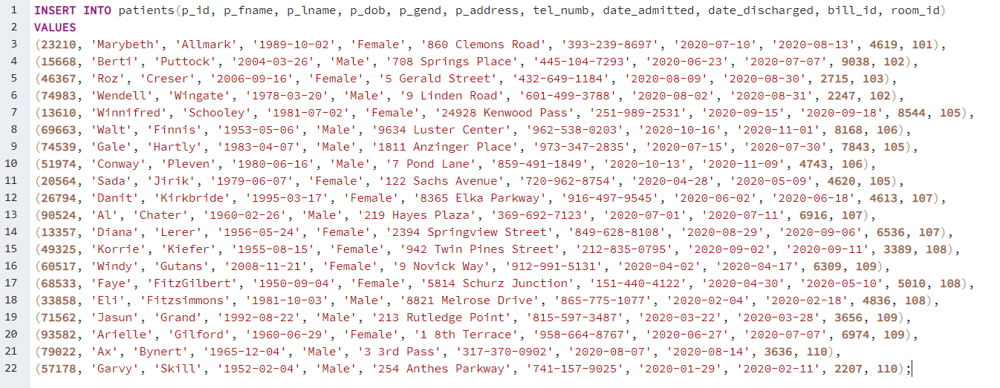 1 INSERT INTO patients(p_id, p_fname, p_lname, p_dob, p_gend, p_address, tel_numb, date_admitted, date_discharged, bill_id, room_id)
2 VALUES
3 (23210, 'Marybeth', 'Allmark', '1989-10-02', 'Female', '860 Clemons Road', '393-239-8697', '2020-07-10', '2020-08-13', 4619, 101),
4 (15668, 'Berti', 'Puttock', '2004-03-26', 'Male', '708 Springs Place', '445-104-7293', '2020-06-23', '2020-07-07', 9038, 102),
5 (46367, 'Roz', 'Creser', '2006-09-16', 'Female', '5 Gerald Street', '432-649-1184', '2020-08-09', '2020-08-30', 2715, 103),
6 (74983, 'Wendell', 'Wingate', '1978-03-20', 'Male', '9 Linden Road', '601-499-3788', '2020-08-02', '2020-08-31', 2247, 102),
7 (13610, 'Winnifred', 'Schooley', '1981-07-02', 'Female', '24928 Kenwood Pass', '251-989-2531', '2020-09-15', '2020-09-18', 8544, 105),
8 (69663, 'Walt', 'Finnis', '1953-05-06', 'Male', '9634 Luster Center', '962-538-0203', '2020-10-16', '2020-11-01', 8168, 106),
9 (74539, 'Gale', 'Hartly', '1983-04-07', 'Male', '1811 Anzinger Place', '973-347-2835', '2020-07-15', '2020-07-30', 7843, 105),
10 (51974, 'Conway', 'Pleven', '1980-06-16', 'Male', '7 Pond Lane', '859-491-1849', '2020-10-13', '2020-11-09', 4743, 106),
11 (20564, 'Sada', 'Jirik', '1979-06-07', 'Female', '122 Sachs Avenue', '720-962-8754', '2020-04-28', '2020-05-09', 4620, 105),
12 (26794, 'Danit', 'Kirkbride', '1995-03-17', 'Female', '8365 Elka Parkway', '916-497-9545', '2020-06-02', '2020-06-18', 4613, 107),
13 (90524, 'Al', 'Chater', '1960-02-26', 'Male', '219 Hayes Plaza', '369-692-7123', '2020-07-01', '2020-07-11', 6916, 107),
14 (13357, 'Diana', 'Lerer', '1956-05-24', 'Female', '2394 Springview Street', '849-628-8108', '2020-08-29', '2020-09-06', 6536, 107),
15 (49325, 'Korrie', 'Kiefer', '1955-08-15', 'Female', '942 Twin Pines Street', '212-835-0795', '2020-09-02', '2020-09-11', 3389, 108),
16 (60517, 'Windy', 'Gutans', '2008-11-21', 'Female', '9 Novick Way', '912-991-5131', '2020-04-02', '2020-04-17', 6309, 109),
17 (68533, 'Faye', 'FitzGilbert', '1950-09-04', 'Female', '5814 Schurz Junction', '151-440-4122', '2020-04-30', '2020-05-10', 5010, 108),
18 (33858, 'Eli', 'Fitzsimmons', '1981-10-03', 'Male', '8821 Melrose Drive', '865-775-1077', '2020-02-04', '2020-02-18', 4836, 108),
19 (71562, 'Jasun', 'Grand', '1992-08-22', 'Male', '213 Rutledge Point', '815-597-3487', '2020-03-22', '2020-03-28', 3656, 109),
20 (93582, 'Arielle', 'Gilford', '1960-06-29', 'Female', '1 8th Terrace', '958-664-8767', '2020-06-27', '2020-07-07', 6974, 109),
21 (79022, 'Ax', 'Bynert', '1965-12-04', 'Male', '3 3rd Pass', '317-370-0902', '2020-08-07', '2020-08-14', 3636, 110),
22 (57178, 'Garvy', 'Skill', '1952-02-04', 'Male', '254 Anthes Parkway', '741-157-9025', '2020-01-29', '2020-02-11', 2207, 110);